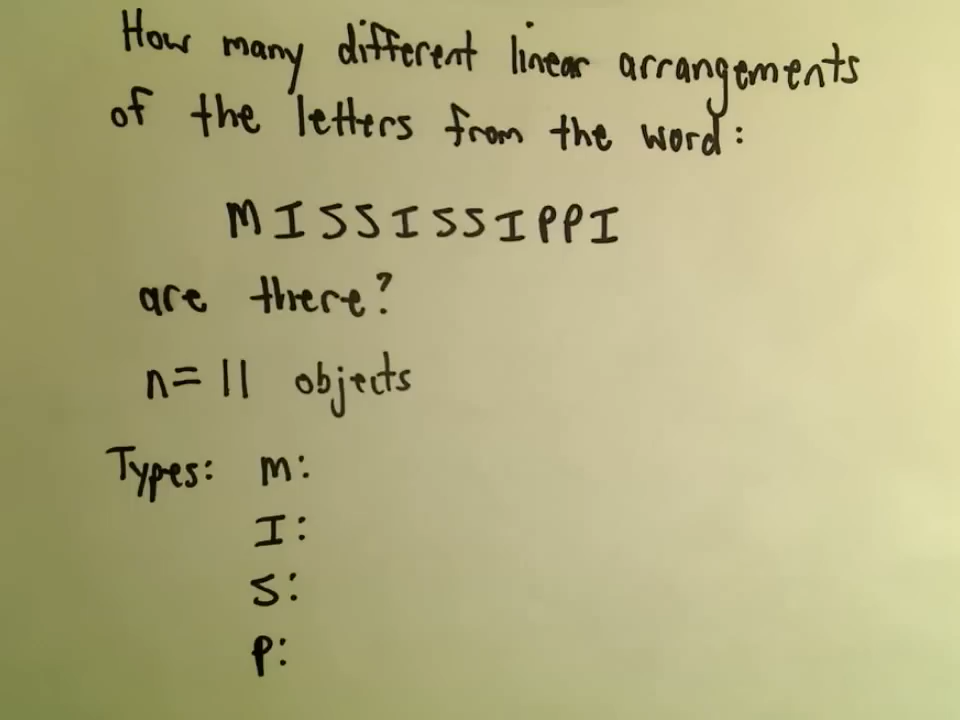 How many different linear arrangements
of the letters from the word:
MISSISSIPPI
are there?
n=11 objects
Types: m:
I:
S:
P: